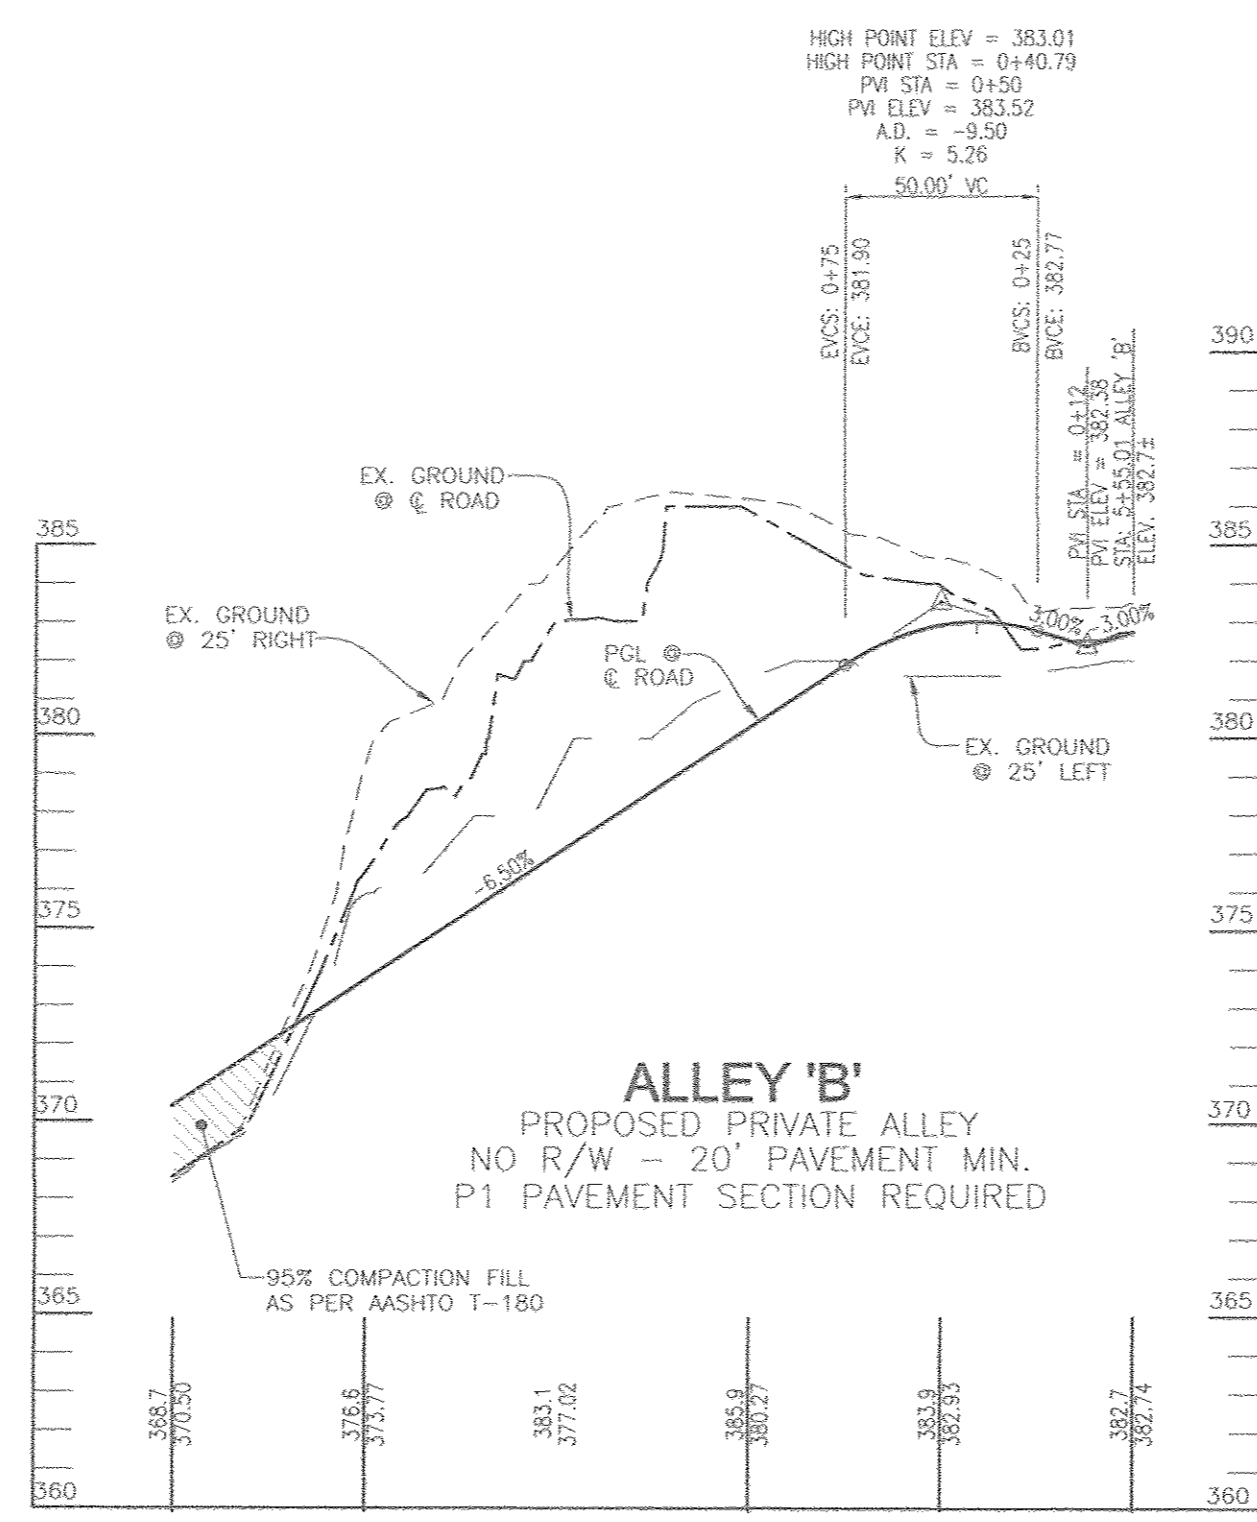 HIGH POINT ELEV = 383.01
HIGH POINT STA = 0+40.79
PVI STA = 0+50
PVI ELEV = 383.52
A.D. = -9.50
K = 5.26
50.00' VC
EVCS: 0+75
EVCE: 381.90
BVCS: 0+25
BVCE: 382.77
PVI STA = 0+12
PVI ELEV = 382.38
STA: 5+55.01 ALLEY 'B'
ELEV. 382.7±
390
EX. GROUND
@ ℄ ROAD
385
385
EX. GROUND
@ 25' RIGHT
3.00%
-3.00%
PGL @
℄ ROAD
380
380
EX. GROUND
@ 25' LEFT
-6.50%
375
375
ALLEY 'B'
PROPOSED PRIVATE ALLEY
NO R/W - 20' PAVEMENT MIN.
P1 PAVEMENT SECTION REQUIRED
370
370
95% COMPACTION FILL
AS PER AASHTO T-180
365
365
368.7
370.50
376.6
373.77
383.1
377.02
385.9
380.27
383.9
382.93
382.7
382.74
360
360